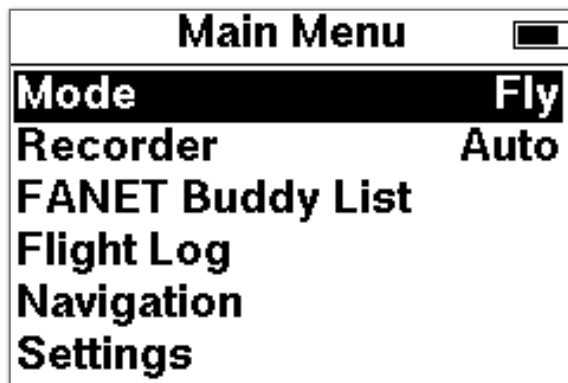 Main Menu
Mode Fly
Recorder Auto
FANET Buddy List
Flight Log
Navigation
Settings